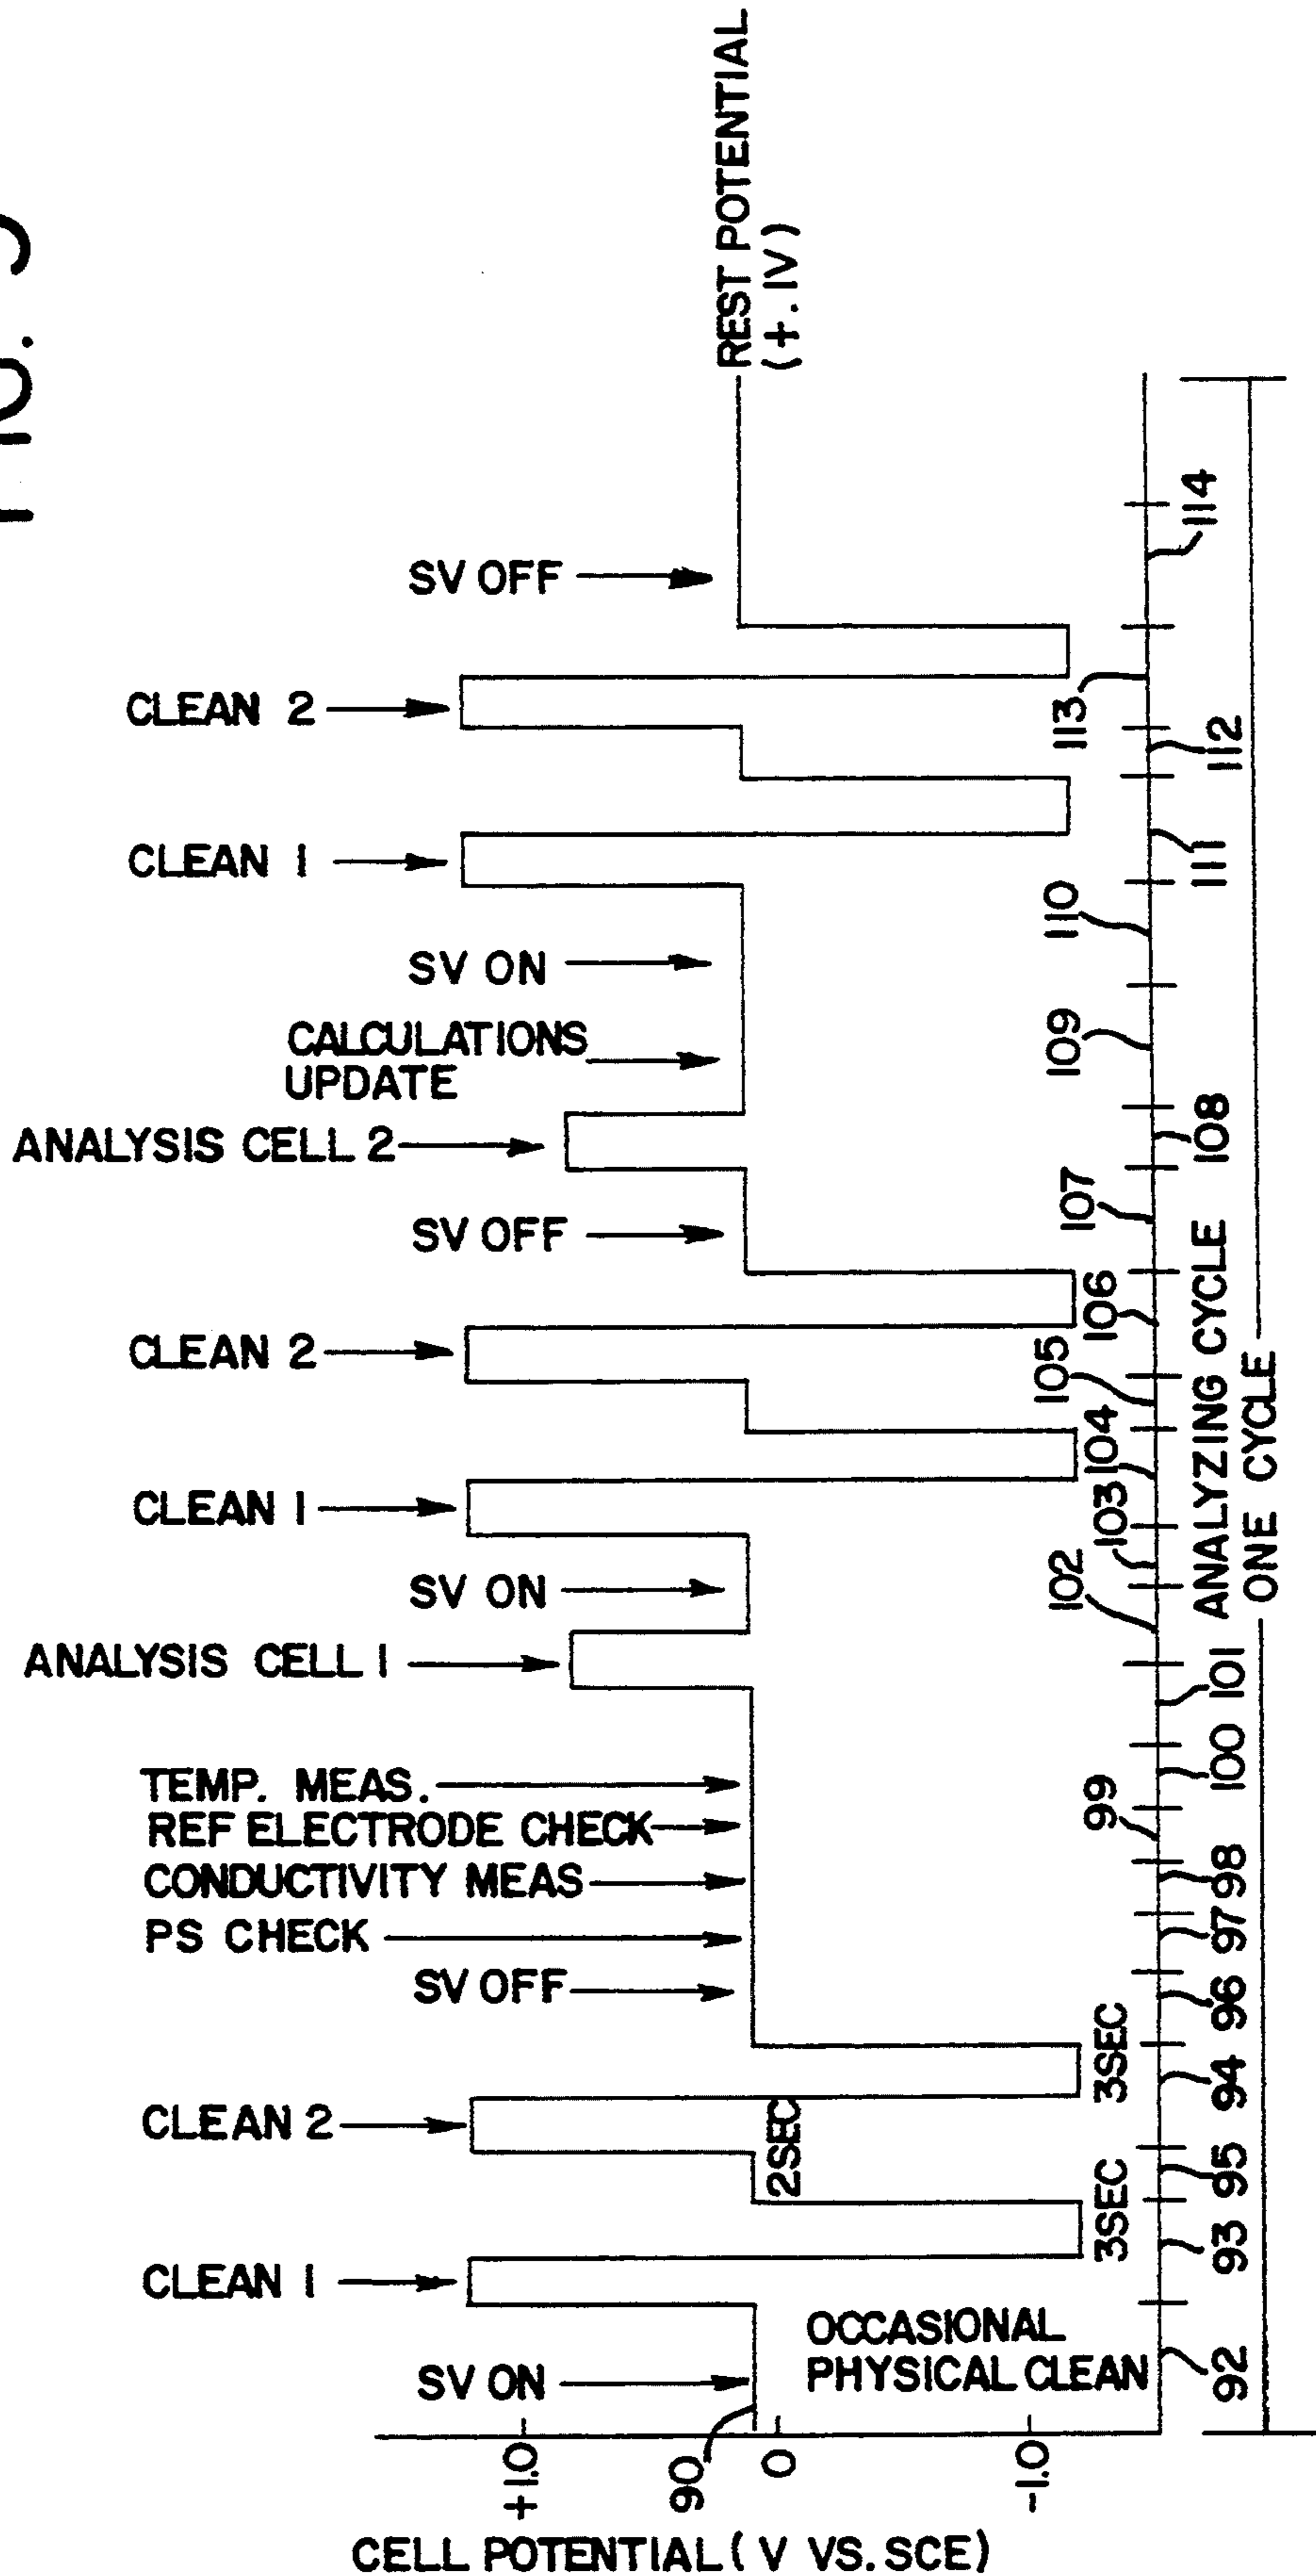 FIG.
ANALYSIS CELL 1
ANALYSIS CELL 2
CLEAN 1
CLEAN 2
TEMP. MEAS.
REF ELECTRODE CHECK
CONDUCTIVITY MEAS
PS CHECK
CLEAN 1
CLEAN 2
CLEAN 1
CLEAN 2
CALCULATIONS
UPDATE
SV ON
SV OFF
SV ON
SV OFF
SV ON
SV OFF
CELL POTENTIAL (V VS. SCE)
+1.0
90
0
-1.0
REST POTENTIAL
(+.1V)
2SEC
OCCASIONAL
PHYSICAL CLEAN
3SEC
3SEC
99
102
103
104
105
106
107
109
110
113
92
93
95
94
96
97
98
100
101
108
111
112
114
ANALYZING CYCLE
ONE CYCLE